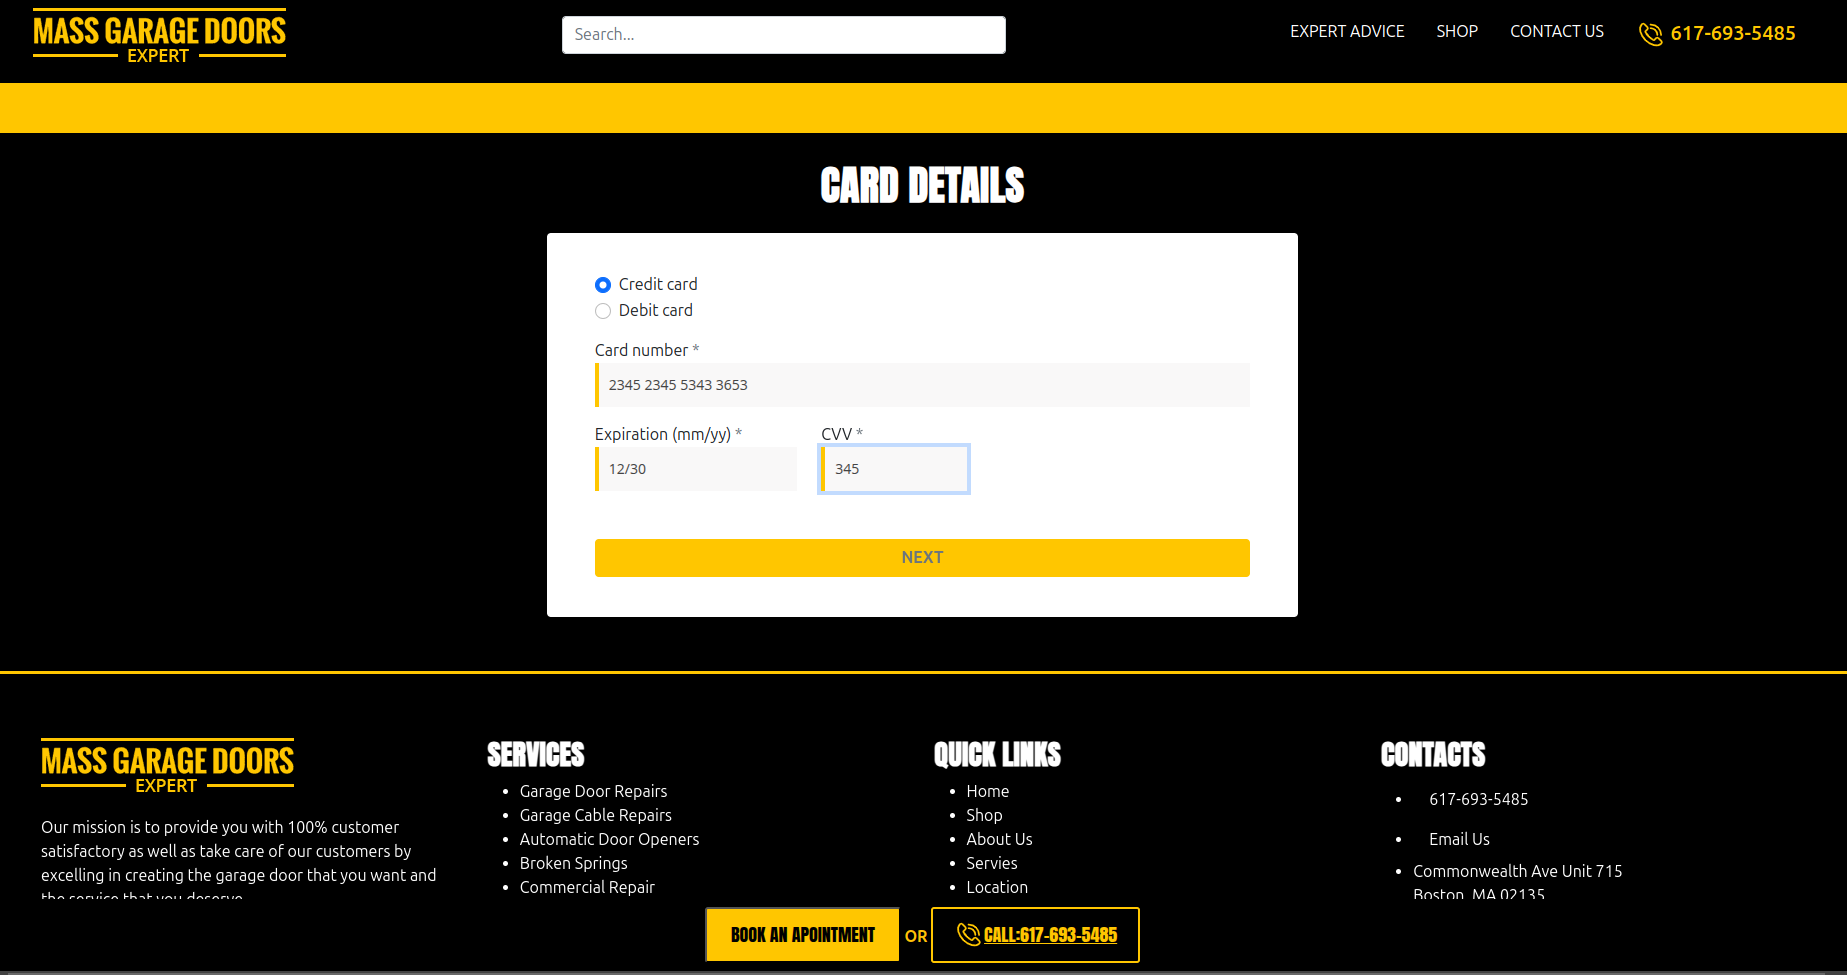 MASS GARAGE DOORS
EXPERT
Search...
EXPERT ADVICE
SHOP
CONTACT US
617-693-5485
CARD DETAILS
Credit card
Debit card
Card number *
2345 2345 5343 3653
Expiration (mm/yy) *
CVV *
12/30
345
NEXT
MASS GARAGE DOORS
EXPERT
Our mission is to provide you with 100% customer
satisfactory as well as take care of our customers by
excelling in creating the garage door that you want and
the service that you deserve
SERVICES
Garage Door Repairs
Garage Cable Repairs
Automatic Door Openers
Broken Springs
Commercial Repair
QUICK LINKS
Home
Shop
About Us
Servies
Location
CONTACTS
617-693-5485
Email Us
Commonwealth Ave Unit 715
Boston, MA 02135
BOOK AN APOINTMENT
OR
CALL:617-693-5485